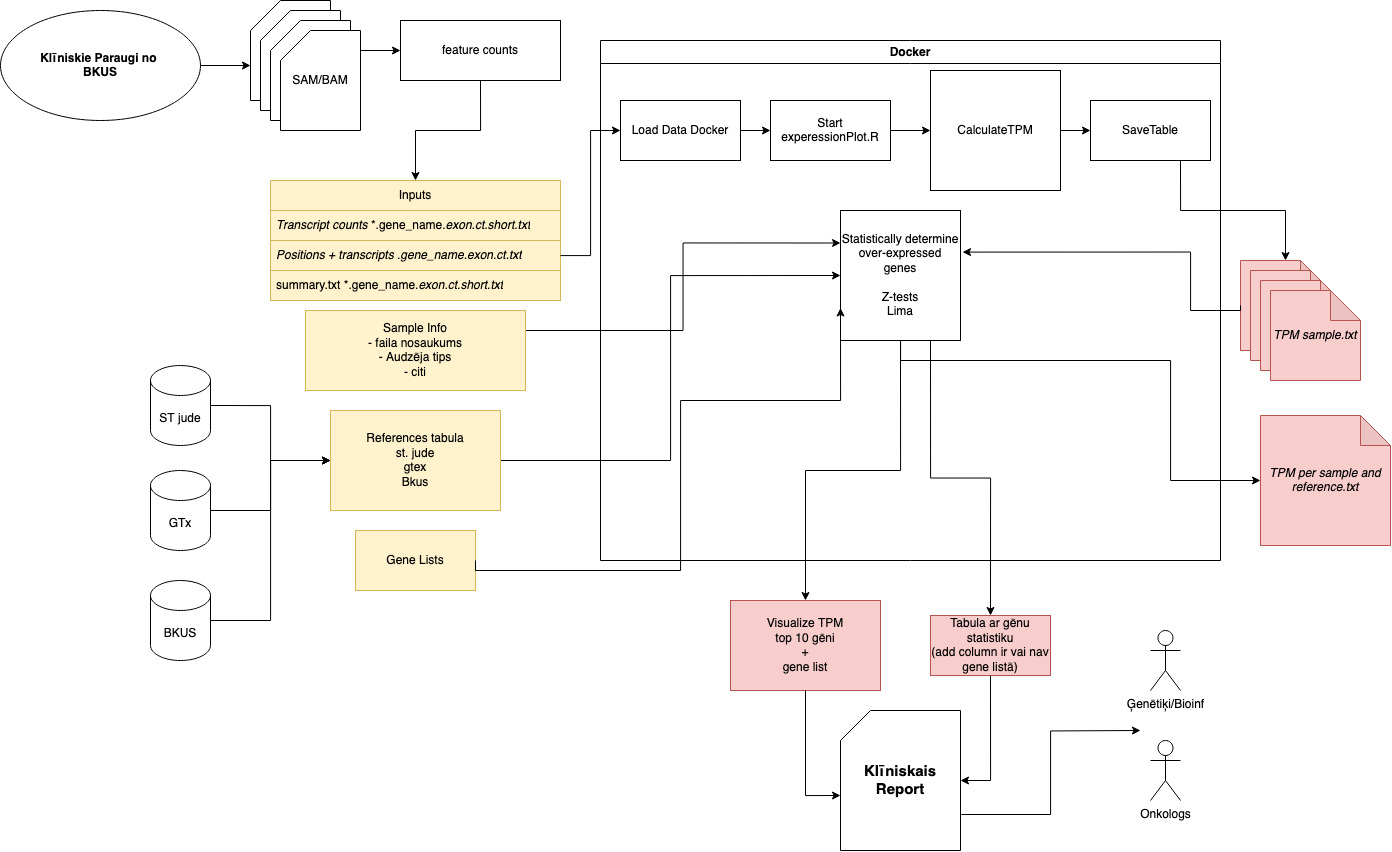 Klīniskie Paraugi no
BKUS
SAM/BAM
feature counts
Docker
Load Data Docker
Start
experessionPlot.R
CalculateTPM
SaveTable
Inputs
Transcript counts *.gene_name.exon.ct.short.txt
Positions + transcripts .gene_name.exon.ct.txt
summary.txt *.gene_name.exon.ct.short.txt
Statistically determine
over-expressed
genes
Z-tests
Lima
Sample Info
- faila nosaukums
- Audzēja tips
- citi
TPM sample.txt
ST jude
GTx
BKUS
References tabula
st. jude
gtex
Bkus
TPM per sample and
reference.txt
Gene Lists
Visualize TPM
top 10 gēni
+
gene list
Tabula ar gēnu
statistiku
(add column ir vai nav
gene listā)
Ģenētiķi/Bioinf
Klīniskais
Report
Onkologs